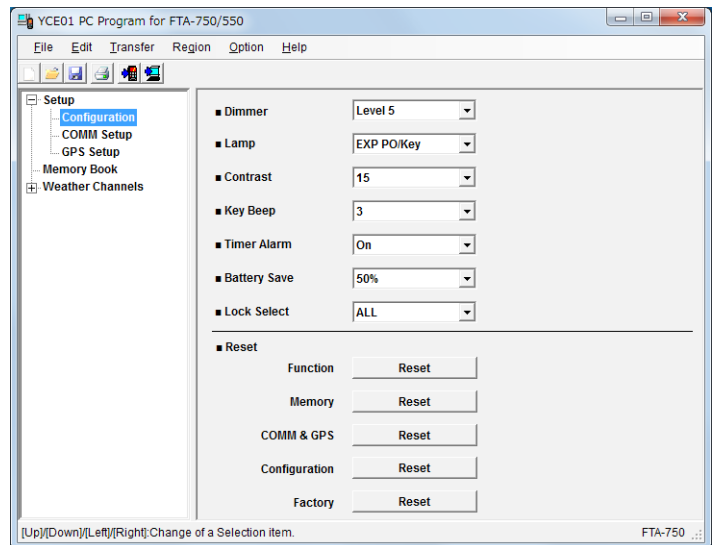 YCE01 PC Program for FTA-750/550
File Edit Transfer Region Option Help
Setup
Configuration
COMM Setup
GPS Setup
Memory Book
Weather Channels
■ Dimmer Level 5
■ Lamp EXP PO/Key
■ Contrast 15
■ Key Beep 3
■ Timer Alarm On
■ Battery Save 50%
■ Lock Select ALL
■ Reset
Function Reset
Memory Reset
COMM & GPS Reset
Configuration Reset
Factory Reset
[Up]/[Down]/[Left]/[Right]:Change of a Selection item. FTA-750